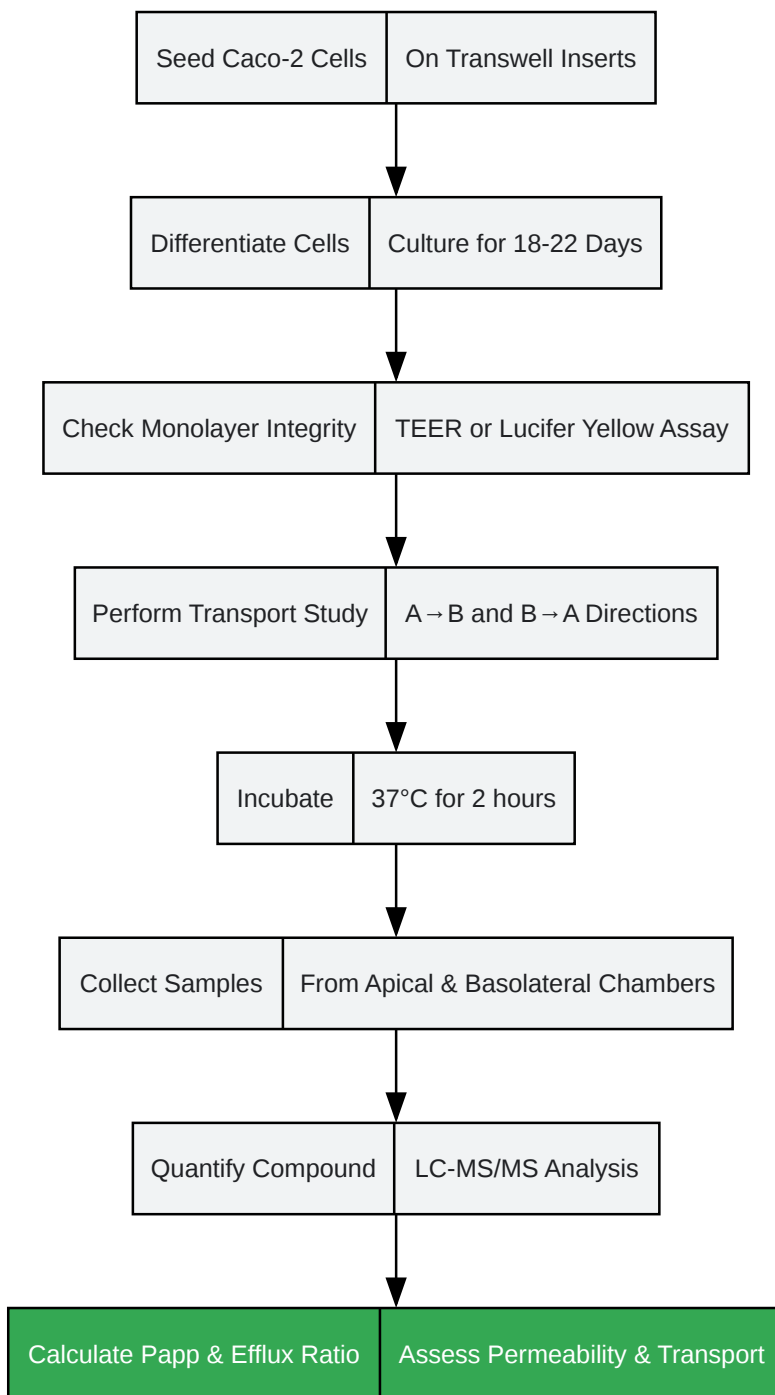 Seed Caco-2 Cells
On Transwell Inserts
Differentiate Cells
Culture for 18-22 Days
Check Monolayer Integrity
TEER or Lucifer Yellow Assay
Perform Transport Study
A→B and B→A Directions
Incubate
37°C for 2 hours
Collect Samples
From Apical & Basolateral Chambers
Quantify Compound
LC-MS/MS Analysis
Calculate Papp & Efflux Ratio
Assess Permeability & Transport